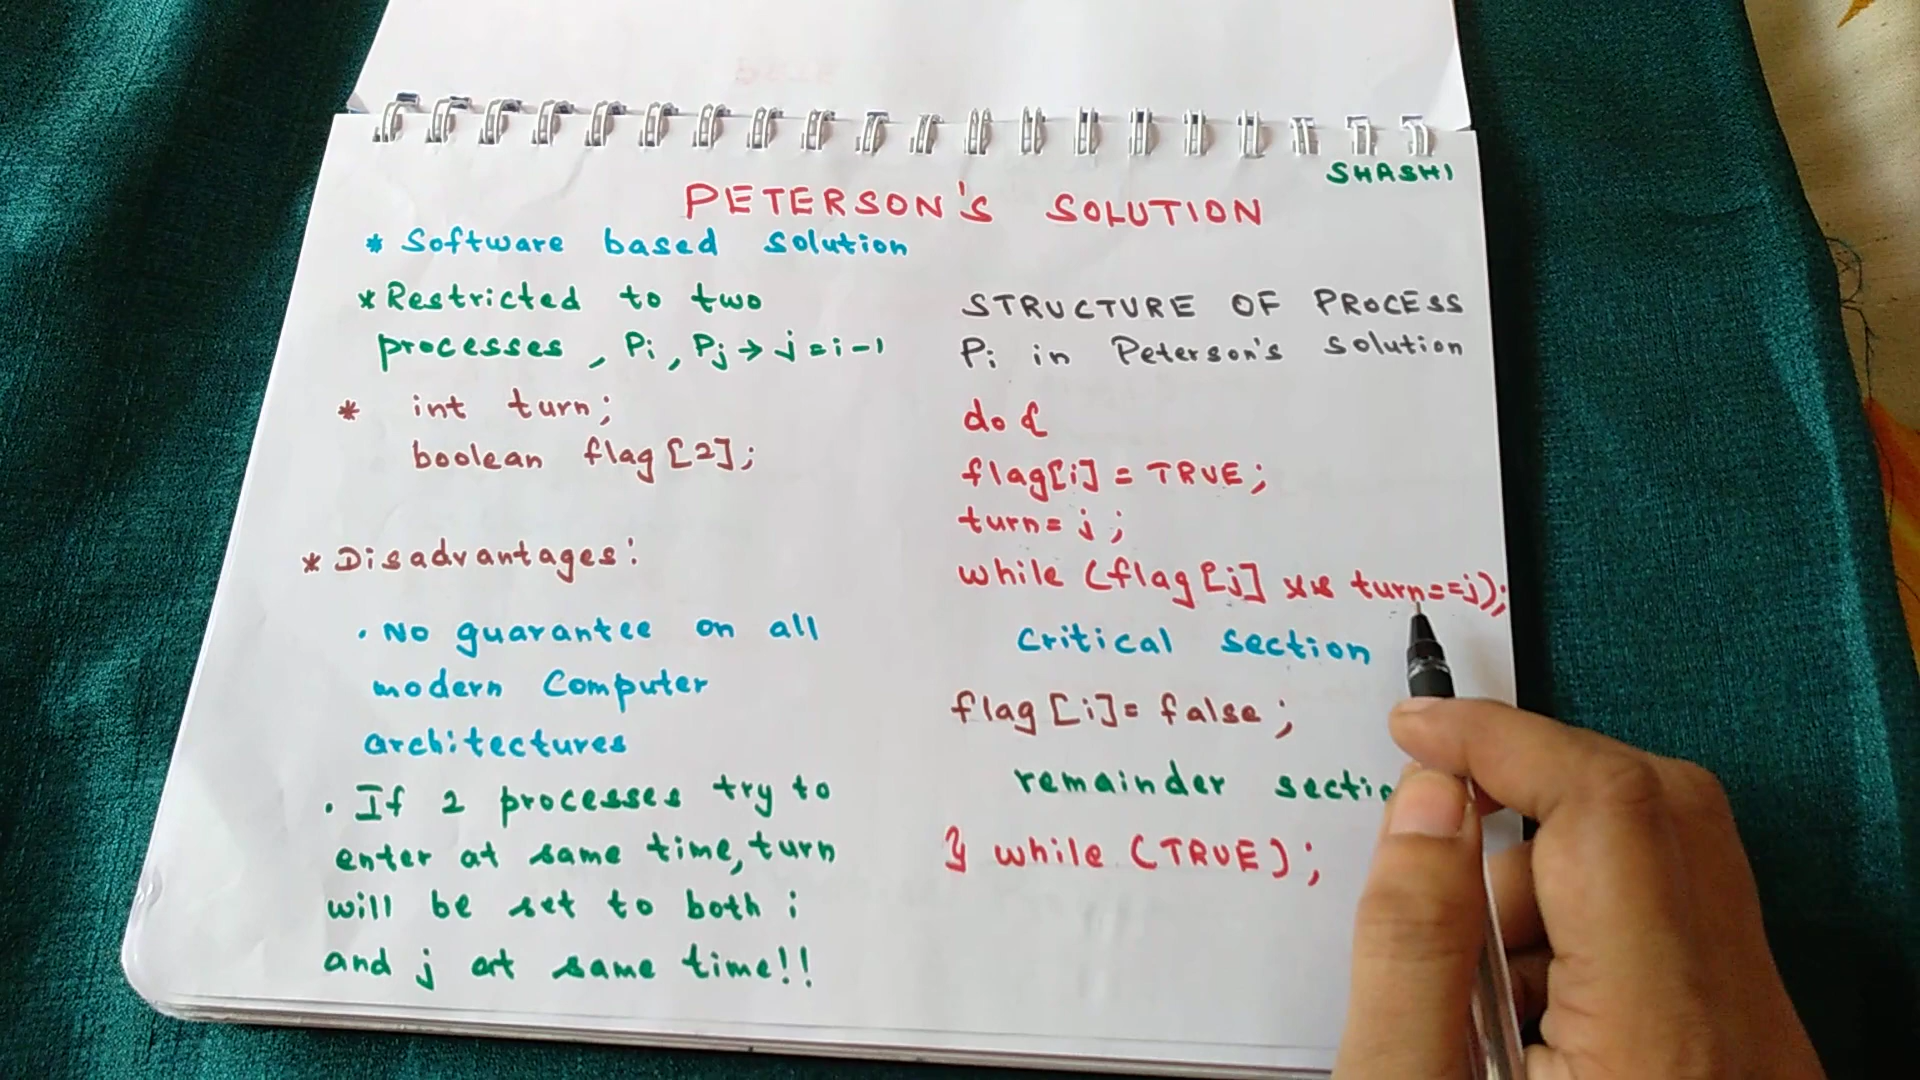 SHASHI
PETERSON'S SOLUTION
* Software based solution
* Restricted to two
processes, Pi, Pj → j = i-1
* int turn;
boolean flag [2];
* Disadvantages:
. No guarantee on all
modern Computer
architectures
. If 2 processes try to
enter at same time, turn
will be set to both i
and j at same time!!
STRUCTURE OF PROCESS
Pi in Peterson's solution
do {
flag[i] = TRUE;
turn = j ;
while (flag[j] && turn==j);
Critical section
flag [i] = false ;
remainder
} while (TRUE);